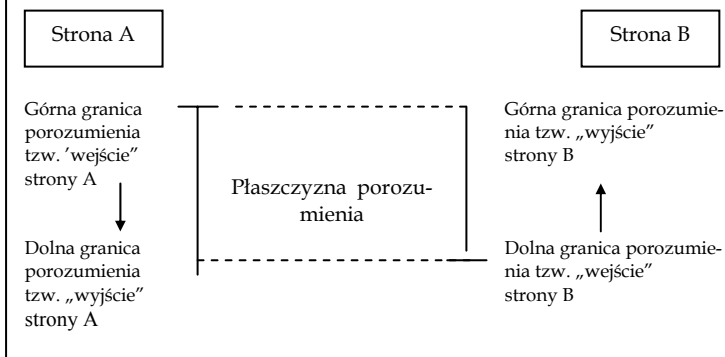 Strona A
Strona B
Górna granica
porozumienia
tzw. ’wejście”
strony A
Płaszczyzna porozu-
mienia
Górna granica porozumie-
nia tzw. „wyjście”
strony B
Dolna granica
porozumienia
tzw. „wyjście”
strony A
Dolna granica porozumie-
nia tzw. „wejście”
strony B